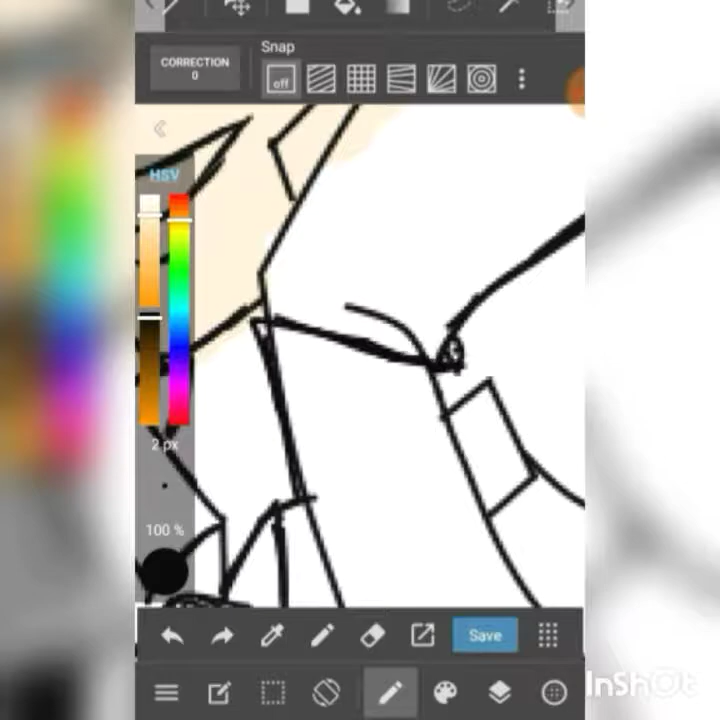 Snap
CORRECTION
0
off
HSV
2 px
100 %
Save
InShOt